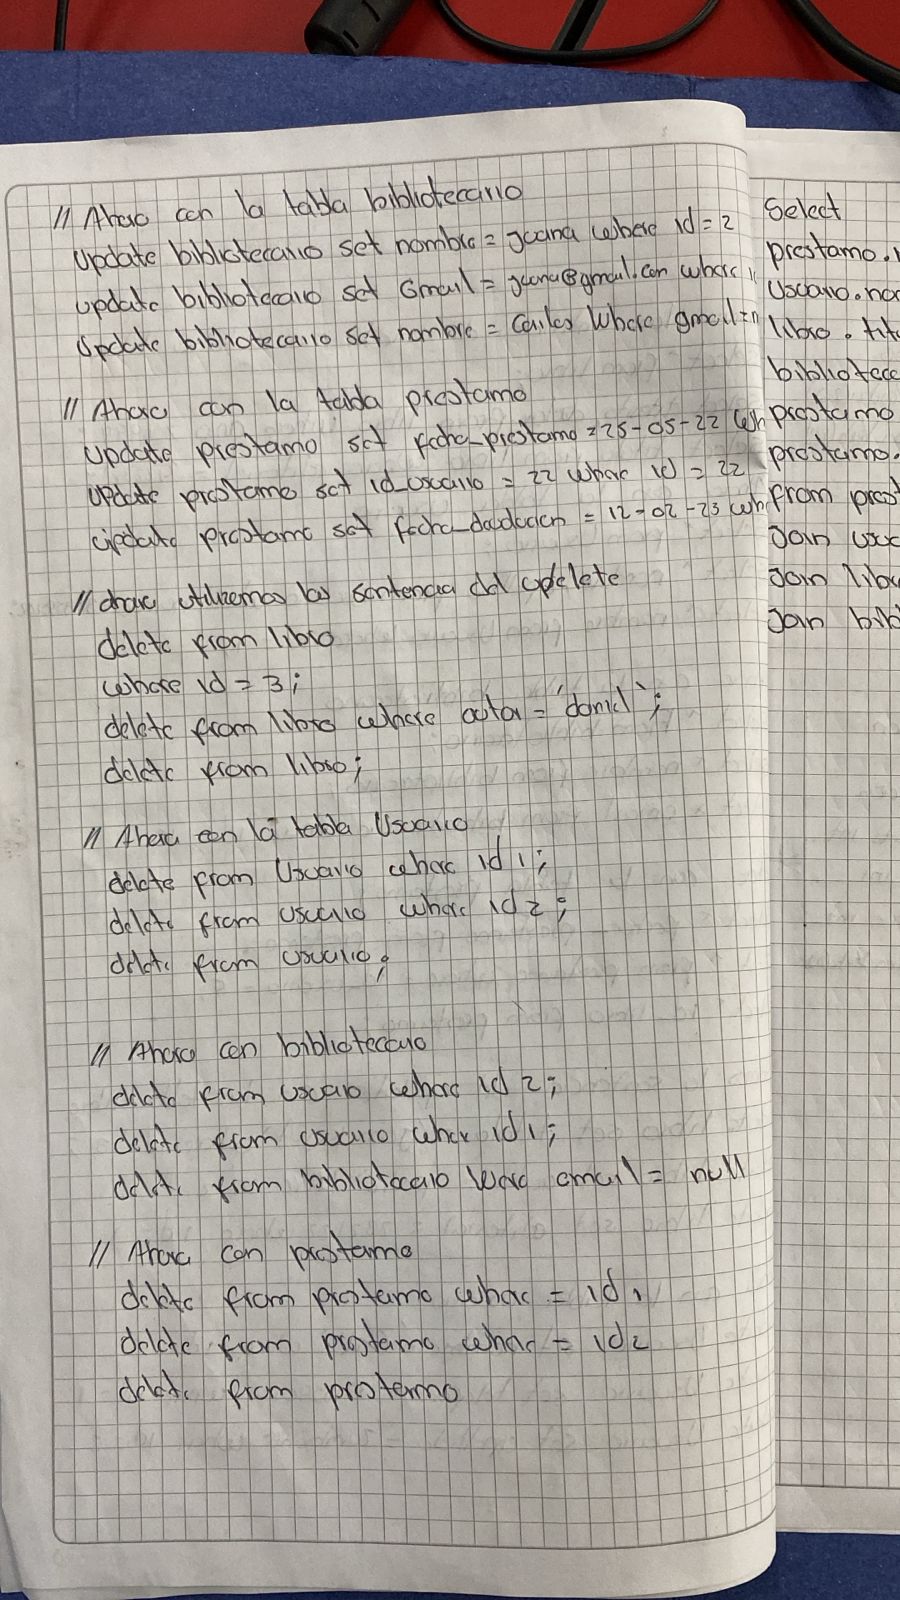 // Ahora con la tabla bibliotecario
Update bibliotecario set nombre = juana where id = 2
update bibliotecario set Gmail = juana@gmail.com where
Update bibliotecario set nombre = Carlos Where gmail =
// Ahora con la tabla prestamo
Update prestamo set fecha_prestamo = 25-05-22 wh
Update prestamo set id_usuario = 22 where id = 22
update prestamo set fecha_devolucion = 12-02-23 wh
// ahora utilizemos las sentencia del
delete from libro
where id = 3;
delete from libro where autor = 'daniel';
delete from libro;
// Ahora con la tabla Usuario
delete from Usuario where id 1;
delete from usuario where id 2;
delete from usuario;
// Ahora con bibliotecario
delete from usuario where id 2;
delete from usuario where id 1;
delete from bibliotecario were email = null
// Ahora con prestamo
delete from prestamo where = id 1
delete from prestamo where = id 2
delete from prestamo
Select
prestamo.
Usuario.no
libro.tit
bibliotec
prestamo
prestamo.
from pres
Join usu
Join lib
Join bib